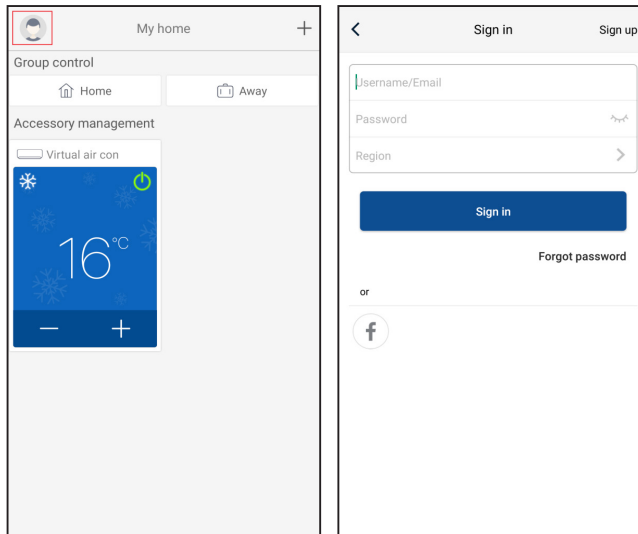 My home
Group control
Home
Away
Accessory management
Virtual air con
16°C
Sign in
Sign up
Username/Email
Password
Region
Sign in
Forgot password
or
f